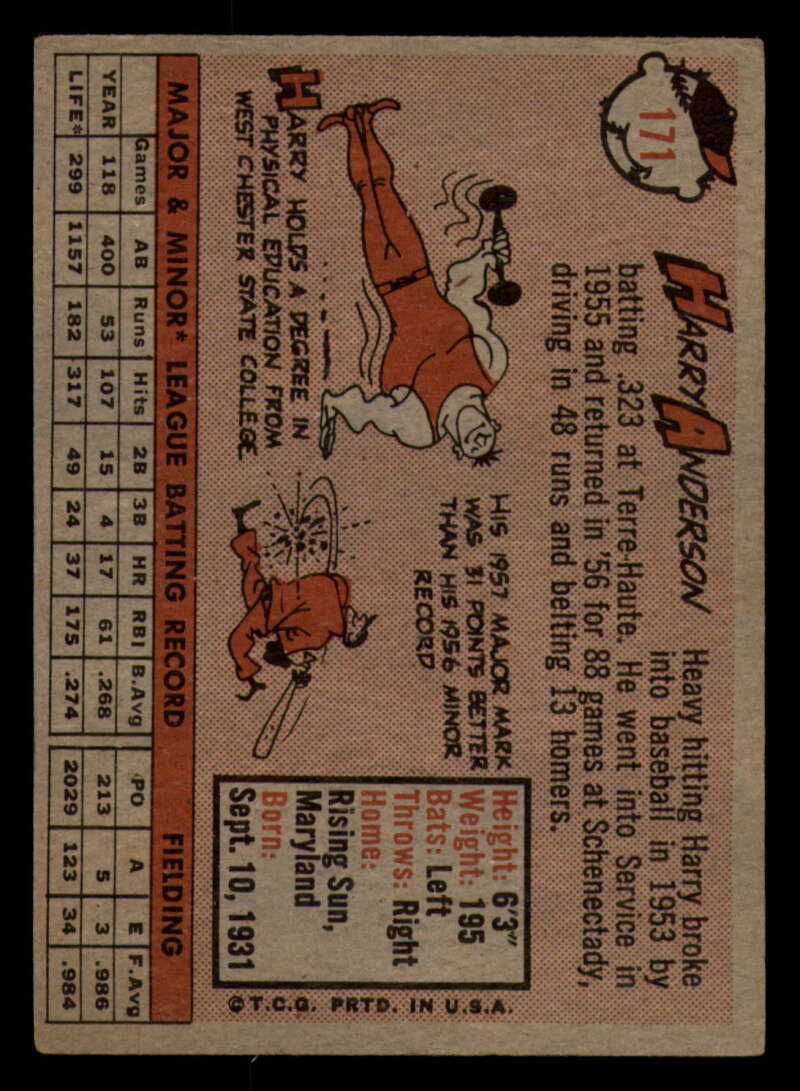 171
HARRY ANDERSON
Heavy hitting Harry broke
into baseball in 1953 by
batting .323 at Terre-Haute. He went into Service in
1955 and returned in '56 for 88 games at Schenectady,
driving in 48 runs and belting 13 homers.
HARRY HOLDS A DEGREE IN
PHYSICAL EDUCATION FROM
WEST CHESTER STATE COLLEGE
HIS 1957 MAJOR MARK
WAS 31 POINTS BETTER
THAN HIS 1956 MINOR
RECORD
Height: 6'3"
Weight: 195
Bats: Left
Throws: Right
Home:
Rising Sun,
Maryland
Born:
Sept. 10, 1931
©T.C.G. PRTD. IN U.S.A.
MAJOR & MINOR* LEAGUE BATTING RECORD FIELDING
Games AB Runs Hits 2B 3B HR RBI B.Avg PO A E F.Avg
YEAR 118 400 53 107 15 4 17 61 .268 213 5 3 .986
LIFE* 299 1157 182 317 49 24 37 175 .274 2029 123 34 .984